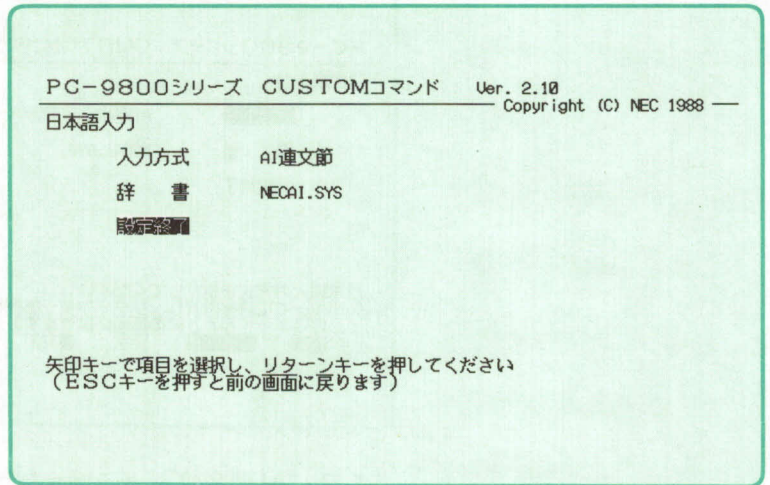 PC-9800シリーズ CUSTOMコマンド Ver. 2.10
Copyright (C) NEC 1988
日本語入力
入力方式 AI連文節
辞 書 NECAI.SYS
設定終了
矢印キーで項目を選択し、リターンキーを押してください
(ESCキーを押すと前の画面に戻ります)